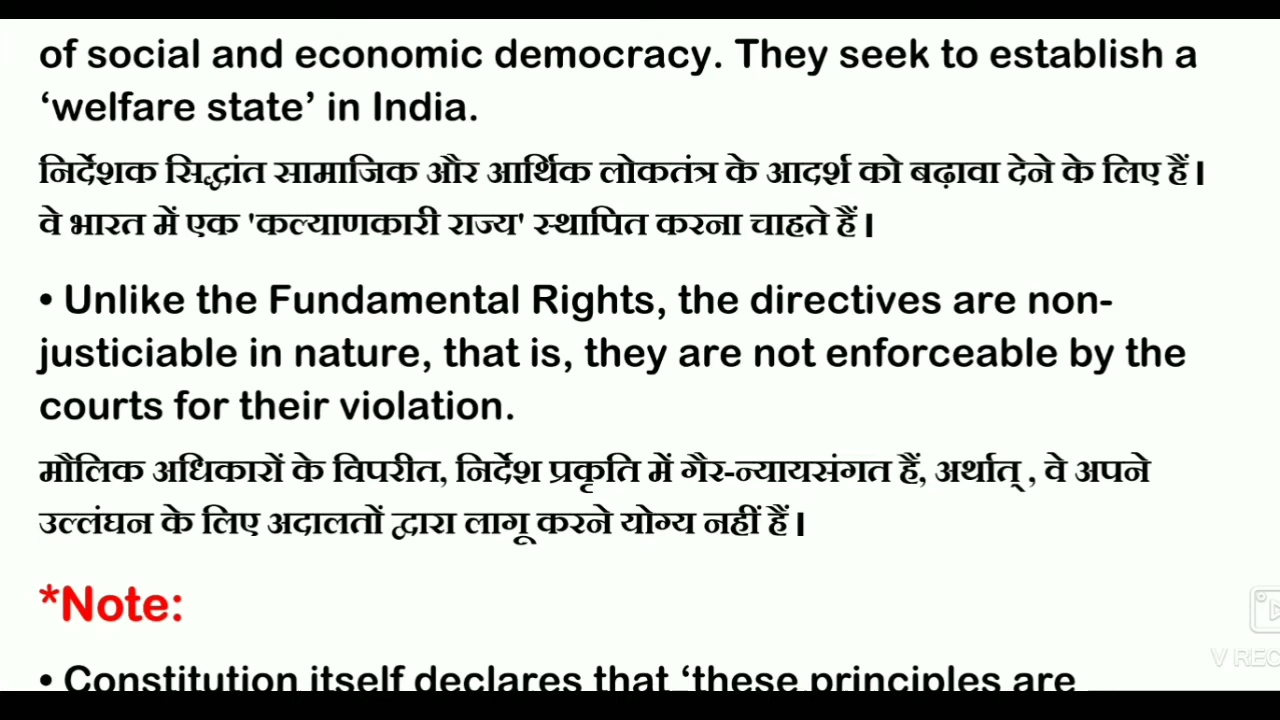 of social and economic democracy. They seek to establish a
‘welfare state’ in India.
निर्देशक सिद्धांत सामाजिक और आर्थिक लोकतंत्र के आदर्श को बढ़ावा देने के लिए हैं।
वे भारत में एक 'कल्याणकारी राज्य' स्थापित करना चाहते हैं।
• Unlike the Fundamental Rights, the directives are non-
justiciable in nature, that is, they are not enforceable by the
courts for their violation.
मौलिक अधिकारों के विपरीत, निर्देश प्रकृति में गैर-न्यायसंगत हैं, अर्थात् , वे अपने
उल्लंघन के लिए अदालतों द्वारा लागू करने योग्य नहीं हैं।
*Note:
V REC
• Constitution itself declares that ‘these principles are